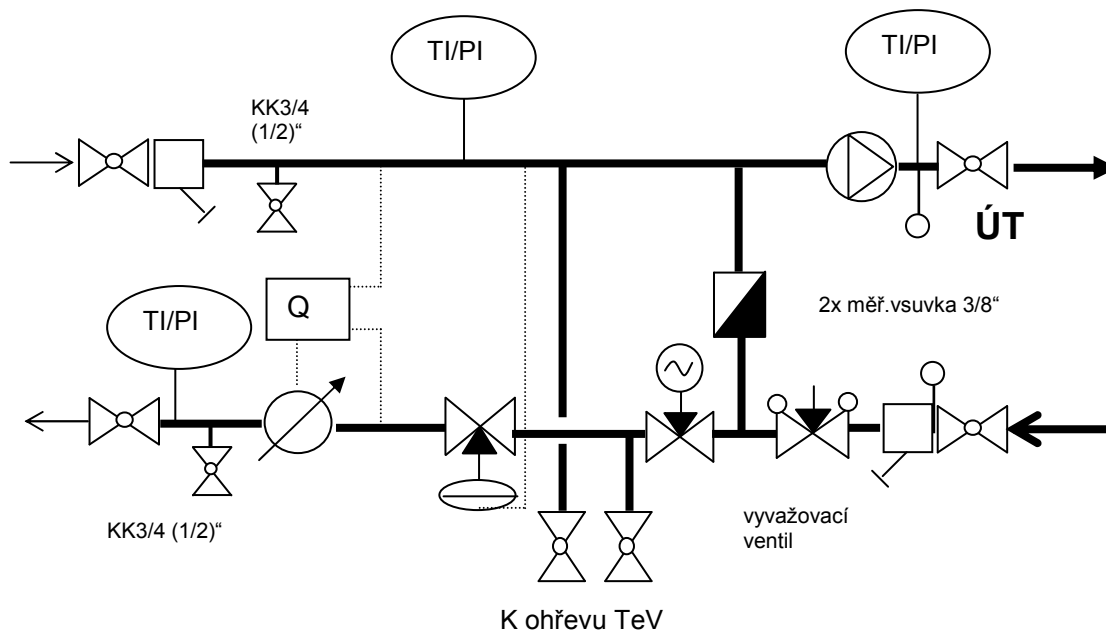 TI/PI
TI/PI
KK3/4
(1/2)“
ÚT
TI/PI
Q
2x měř.vsuvka 3/8“
KK3/4 (1/2)“
vyvažovací
ventil
K ohřevu TeV